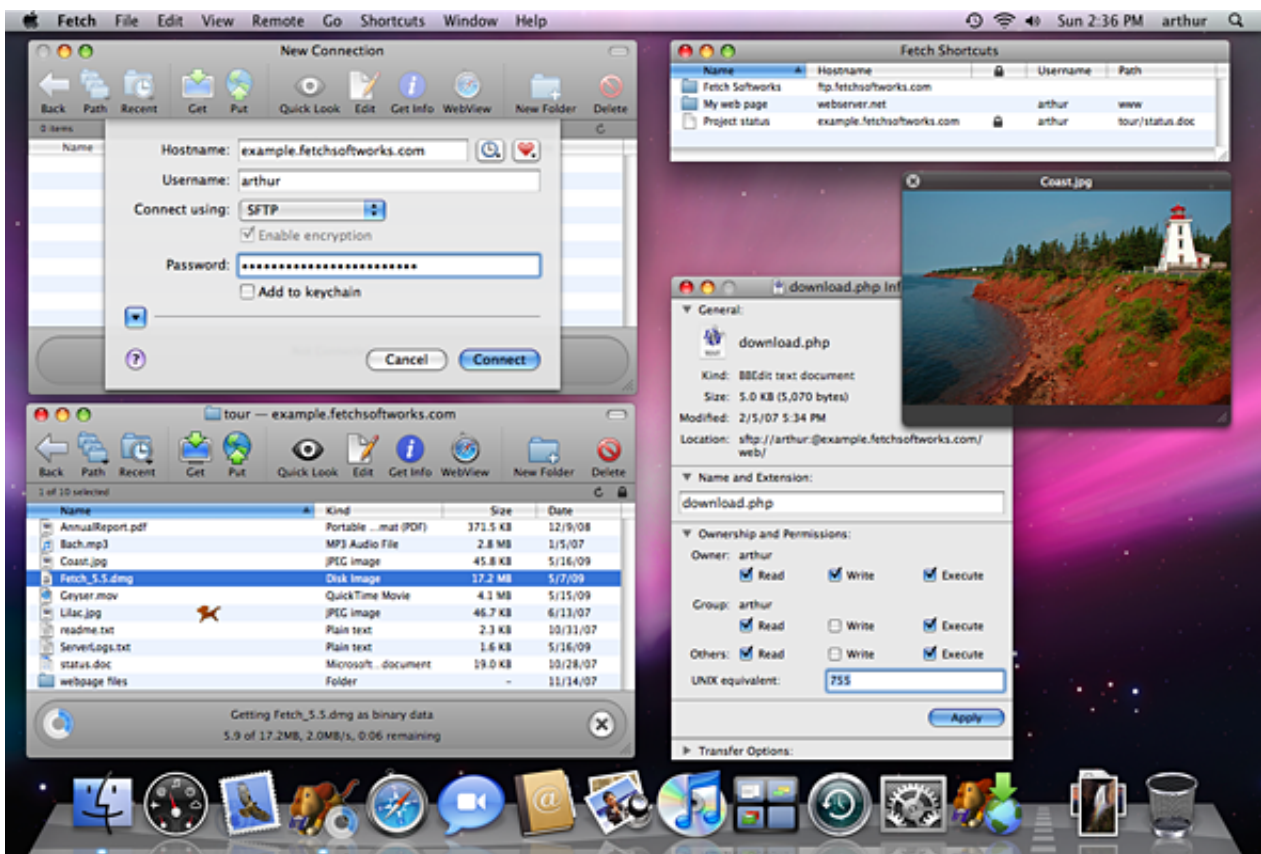 Fetch File Edit View Remote Go Shortcuts Window Help Sun 2:36 PM arthur
New Connection
Back Path Recent Get Put Quick Look Edit Get Info WebView New Folder Delete
0 items
Name
Hostname: example.fetchsoftworks.com
Username: arthur
Connect using: SFTP
Enable encryption
Password: ••••••••••••••••••••••••
Add to keychain
? Cancel Connect
Fetch Shortcuts
Name Hostname Username Path
Fetch Softworks ftp.fetchsoftworks.com
My web page webserver.net arthur www
Project status example.fetchsoftworks.com arthur tour/status.doc
Coast.jpg
tour — example.fetchsoftworks.com
Back Path Recent Get Put Quick Look Edit Get Info WebView New Folder Delete
1 of 10 selected
Name Kind Size Date
AnnualReport.pdf Portable ...mat (PDF) 371.5 KB 12/9/08
Bach.mp3 MP3 Audio File 2.8 MB 1/5/07
Coast.jpg JPEG image 45.8 KB 5/16/09
Fetch_5.5.dmg Disk Image 17.2 MB 5/7/09
Geyser.mov QuickTime Movie 4.1 MB 5/15/09
Lilac.jpg JPEG image 46.7 KB 6/13/07
readme.txt Plain text 2.3 KB 10/31/07
ServerLogs.txt Plain text 1.6 KB 5/16/09
status.doc Microsoft...document 19.0 KB 10/28/07
webpage files Folder – 11/14/07
Getting Fetch_5.5.dmg as binary data
5.9 of 17.2MB, 2.0MB/s, 0:06 remaining
download.php Inf
General:
download.php
Kind: BBEdit text document
Size: 5.0 KB (5,070 bytes)
Modified: 2/5/07 5:34 PM
Location: sftp://arthur@example.fetchsoftworks.com/
web/
Name and Extension:
download.php
Ownership and Permissions:
Owner: arthur
Read Write Execute
Group: arthur
Read Write Execute
Others: Read Write Execute
UNIX equivalent: 755
Apply
Transfer Options: